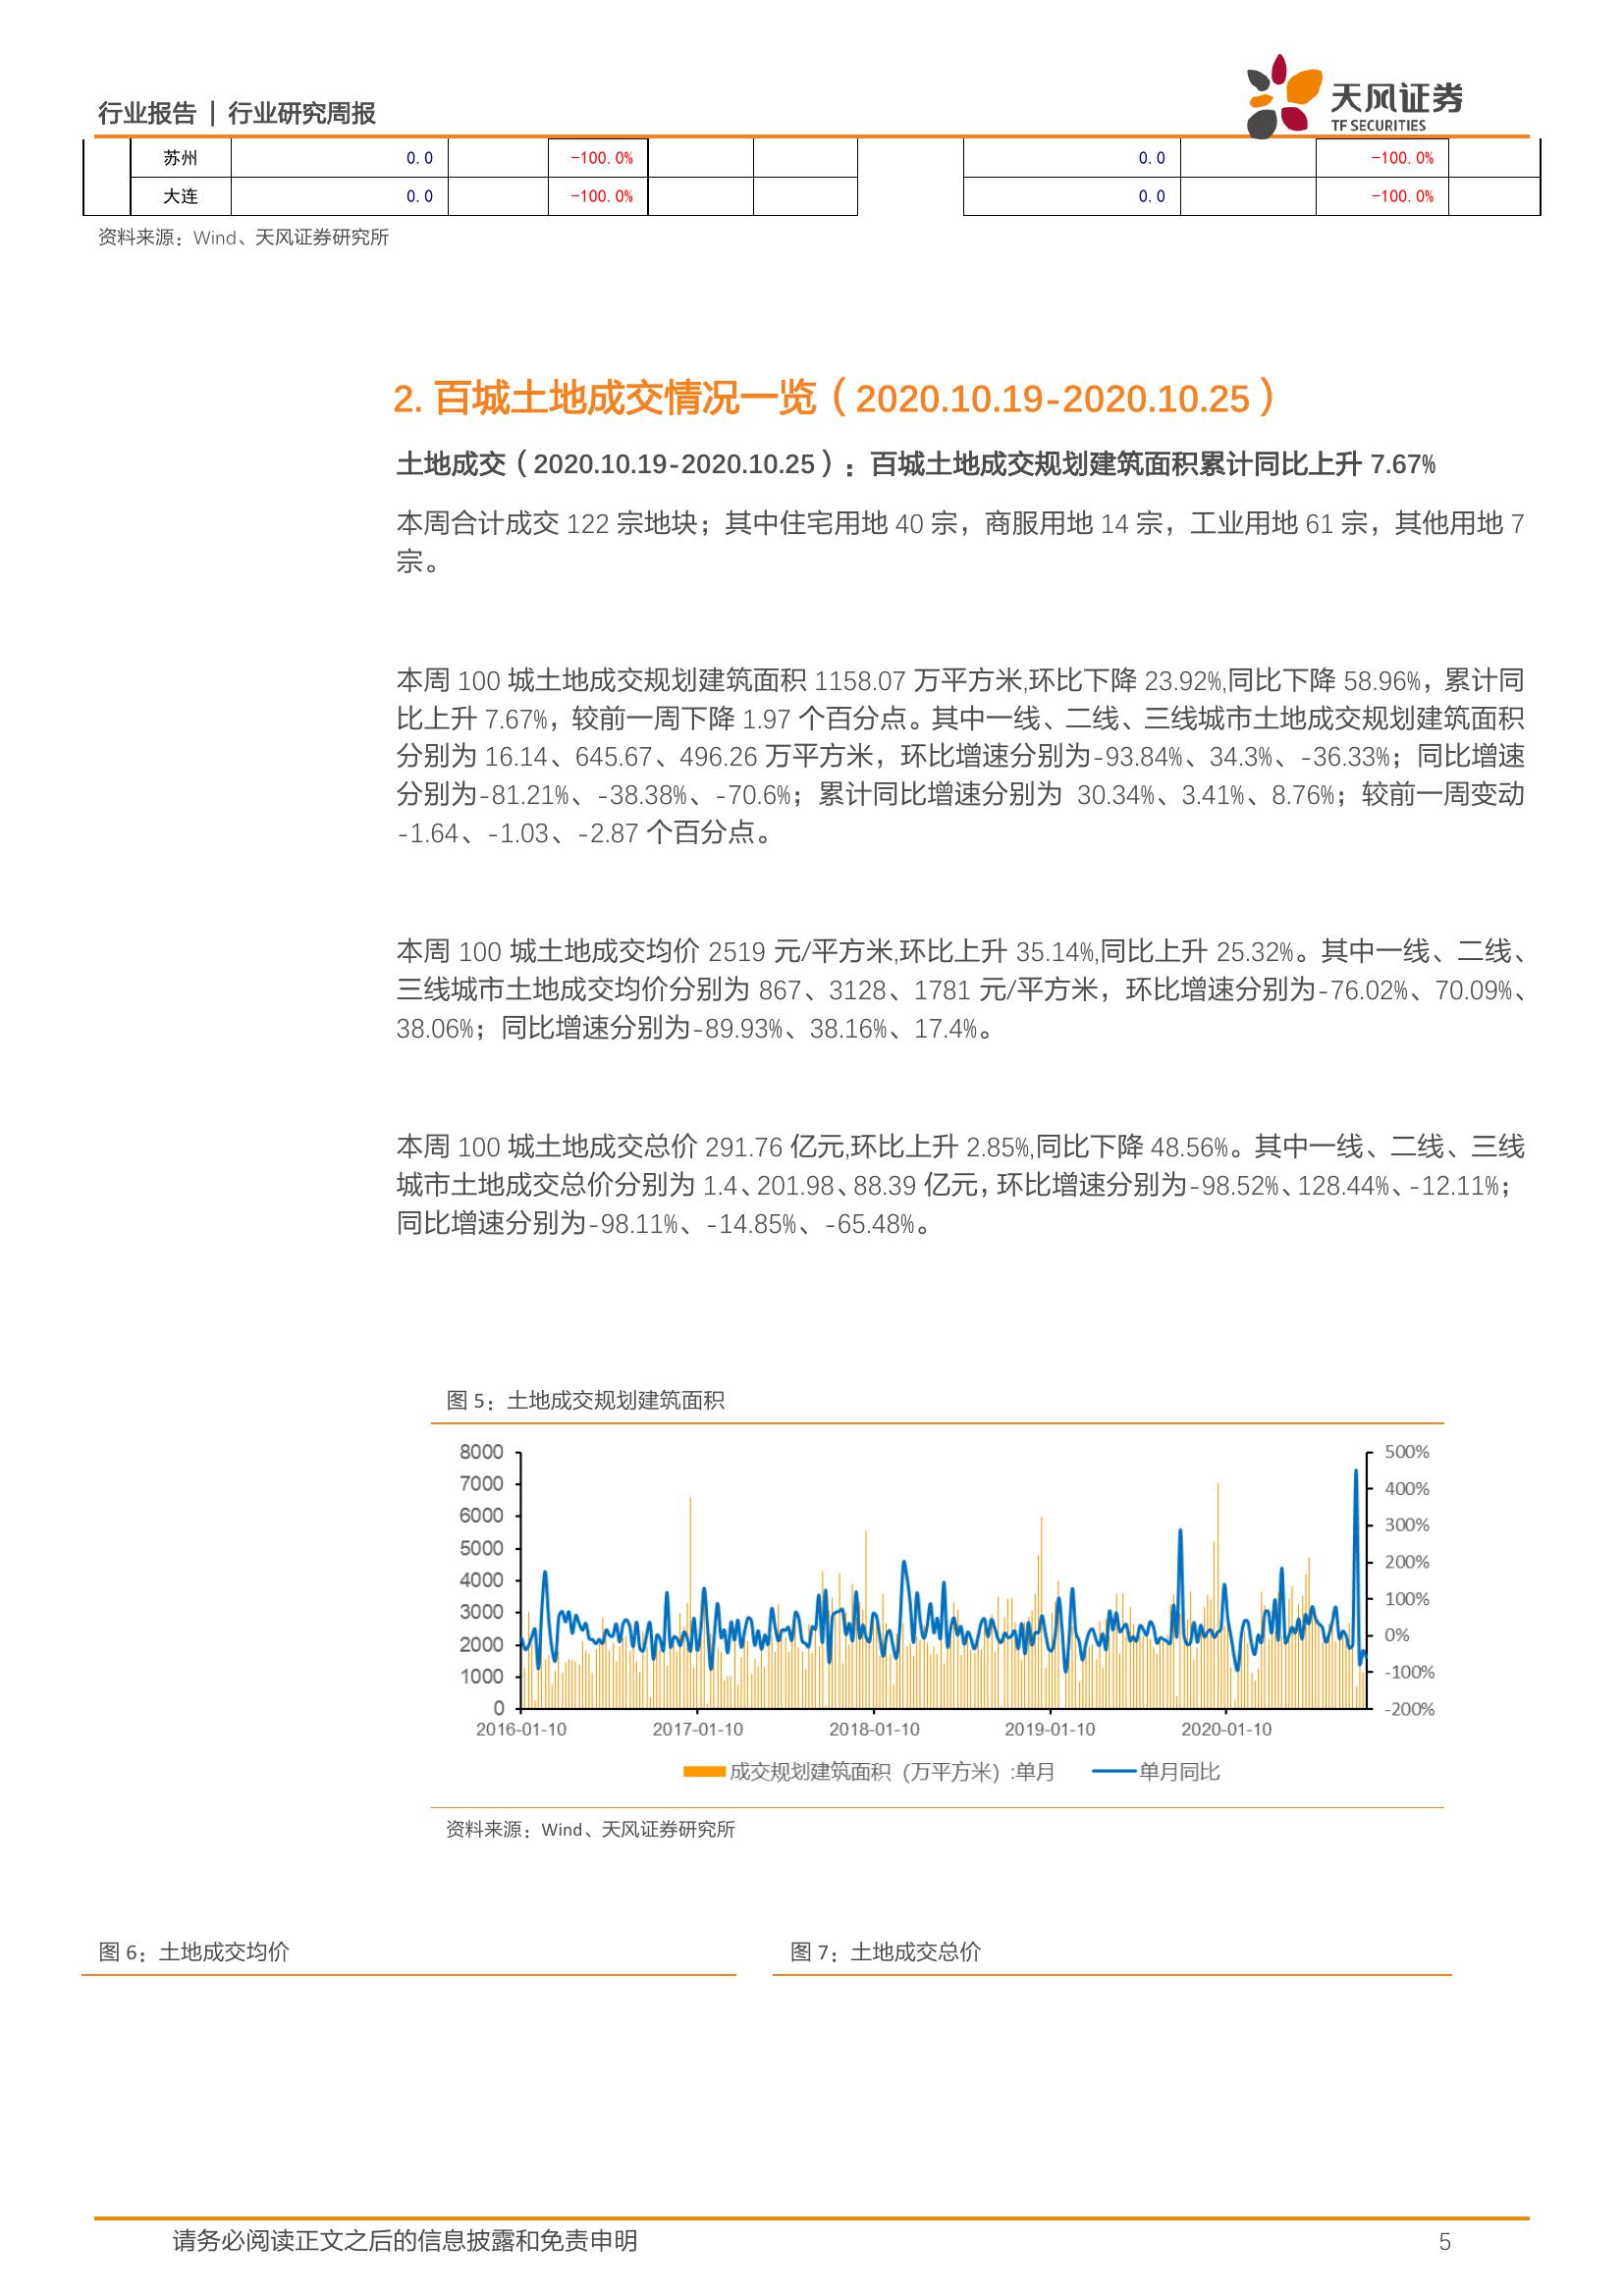 行业报告 | 行业研究周报
天风证券
TF SECURITIES
苏州 0.0 -100.0% 0.0 -100.0%
大连 0.0 -100.0% 0.0 -100.0%
资料来源：Wind、天风证券研究所
2. 百城土地成交情况一览（2020.10.19-2020.10.25）
土地成交（2020.10.19-2020.10.25）：百城土地成交规划建筑面积累计同比上升 7.67%
本周合计成交 122 宗地块；其中住宅用地 40 宗，商服用地 14 宗，工业用地 61 宗，其他用地 7
宗。
本周 100 城土地成交规划建筑面积 1158.07 万平方米,环比下降 23.92%,同比下降 58.96%，累计同
比上升 7.67%，较前一周下降 1.97 个百分点。其中一线、二线、三线城市土地成交规划建筑面积
分别为 16.14、645.67、496.26 万平方米，环比增速分别为-93.84%、34.3%、-36.33%；同比增速
分别为-81.21%、-38.38%、-70.6%；累计同比增速分别为 30.34%、3.41%、8.76%；较前一周变动
-1.64、-1.03、-2.87 个百分点。
本周 100 城土地成交均价 2519 元/平方米,环比上升 35.14%,同比上升 25.32%。其中一线、二线、
三线城市土地成交均价分别为 867、3128、1781 元/平方米，环比增速分别为-76.02%、70.09%、
38.06%；同比增速分别为-89.93%、38.16%、17.4%。
本周 100 城土地成交总价 291.76 亿元,环比上升 2.85%,同比下降 48.56%。其中一线、二线、三线
城市土地成交总价分别为 1.4、201.98、88.39 亿元，环比增速分别为-98.52%、128.44%、-12.11%；
同比增速分别为-98.11%、-14.85%、-65.48%。
图 5：土地成交规划建筑面积
8000 500%
7000 400%
6000 300%
5000 200%
4000 100%
3000 0%
2000 -100%
1000 -200%
0
2016-01-10 2017-01-10 2018-01-10 2019-01-10 2020-01-10
成交规划建筑面积（万平方米）:单月 单月同比
资料来源：Wind、天风证券研究所
图 6：土地成交均价 图 7：土地成交总价
请务必阅读正文之后的信息披露和免责申明 5